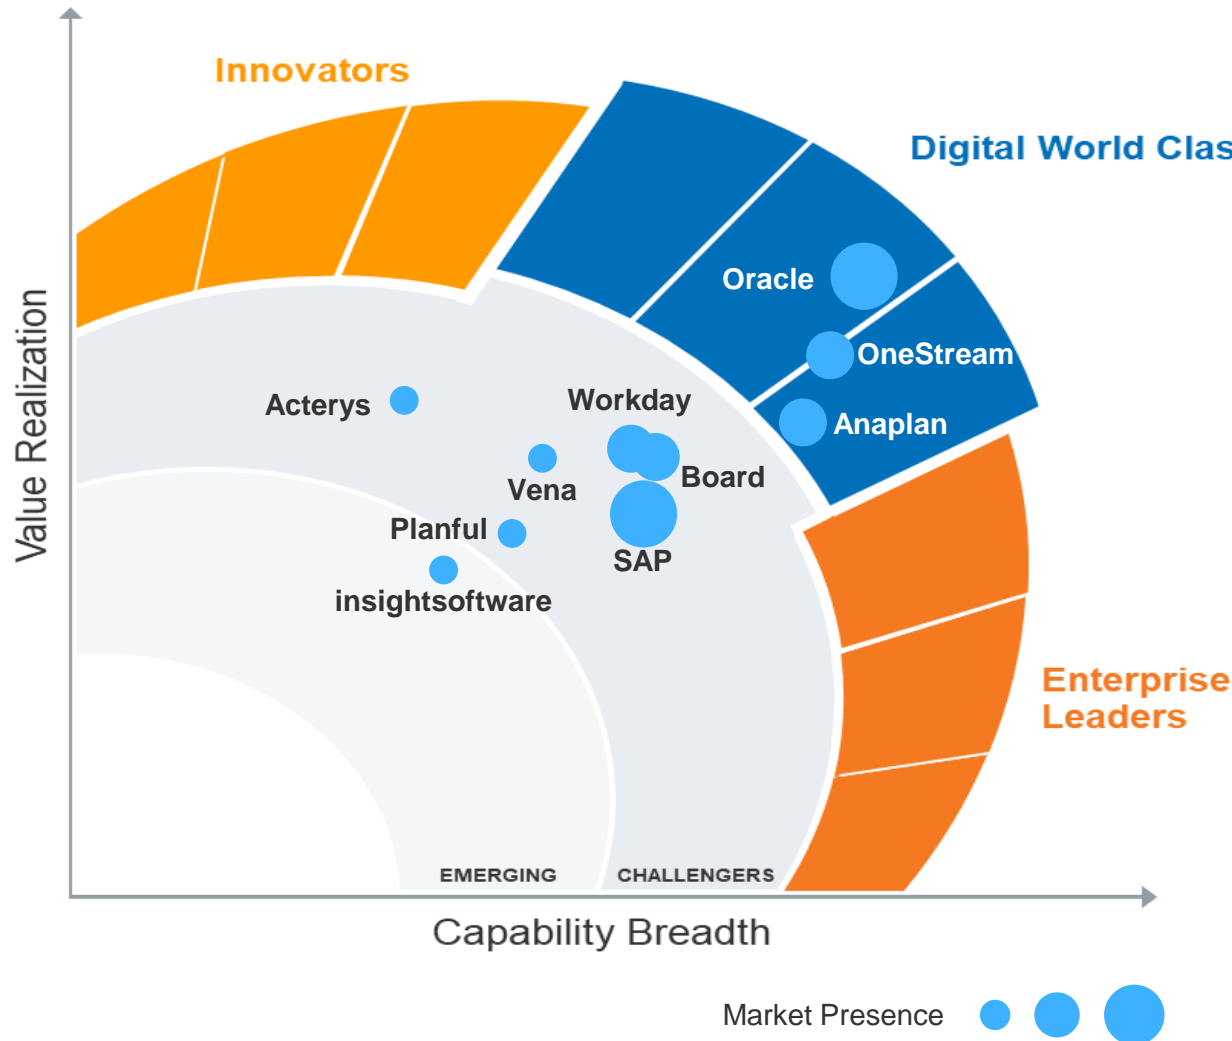 Innovators
Digital World Clas
Oracle
OneStream
Anaplan
Workday
Acterys
Vena
Board
Planful
SAP
insightsoftware
Value Realization
Enterprise
Leaders
EMERGING
CHALLENGERS
Capability Breadth
Market Presence